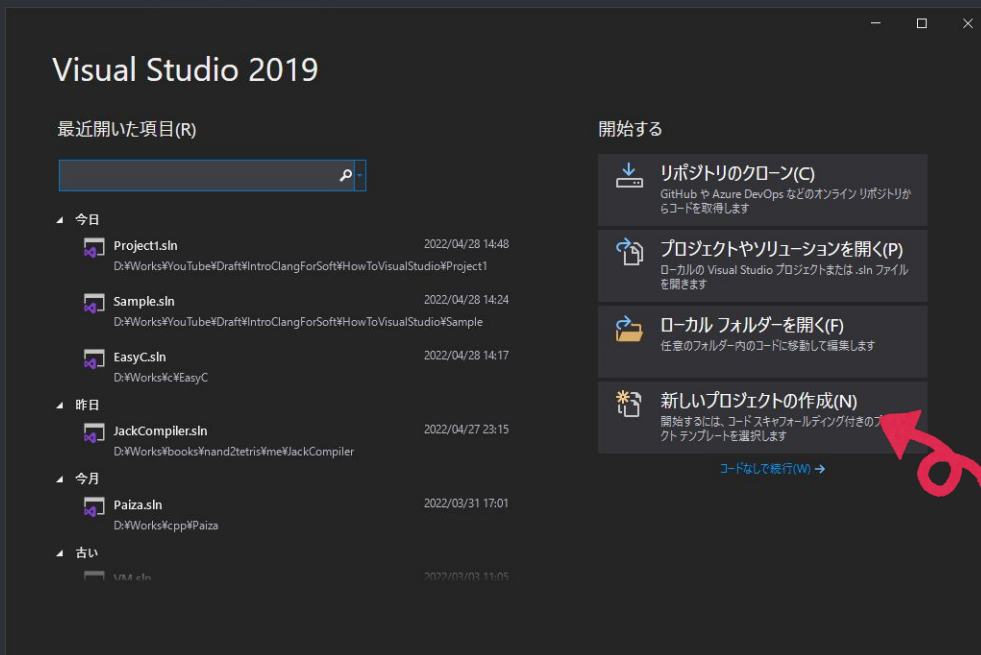 Visual Studio 2019
最近開いた項目(R)
今日
Project1.sln 2022/04/28 14:48
D:¥Works¥YouTube¥Draft¥IntroClangForSoft¥HowToVisualStudio¥Project1
Sample.sln 2022/04/28 14:24
D:¥Works¥YouTube¥Draft¥IntroClangForSoft¥HowToVisualStudio¥Sample
EasyC.sln 2022/04/28 14:17
D:¥Works¥c¥EasyC
昨日
JackCompiler.sln 2022/04/27 23:15
D:¥Works¥books¥nand2tetris¥me¥JackCompiler
今月
Paiza.sln 2022/03/31 17:01
D:¥Works¥cpp¥Paiza
古い
VM.sln 2022/03/03 11:05
開始する
リポジトリのクローン(C)
GitHub や Azure DevOps などのオンライン リポジトリか
らコードを取得します
プロジェクトやソリューションを開く(P)
ローカルの Visual Studio プロジェクトまたは .sln ファイル
を開きます
ローカル フォルダーを開く(F)
任意のフォルダー内のコードに移動して編集します
新しいプロジェクトの作成(N)
開始するには、コード スキャフォールディング付きのプ
クト テンプレートを選択します
コードなしで続行(W) →